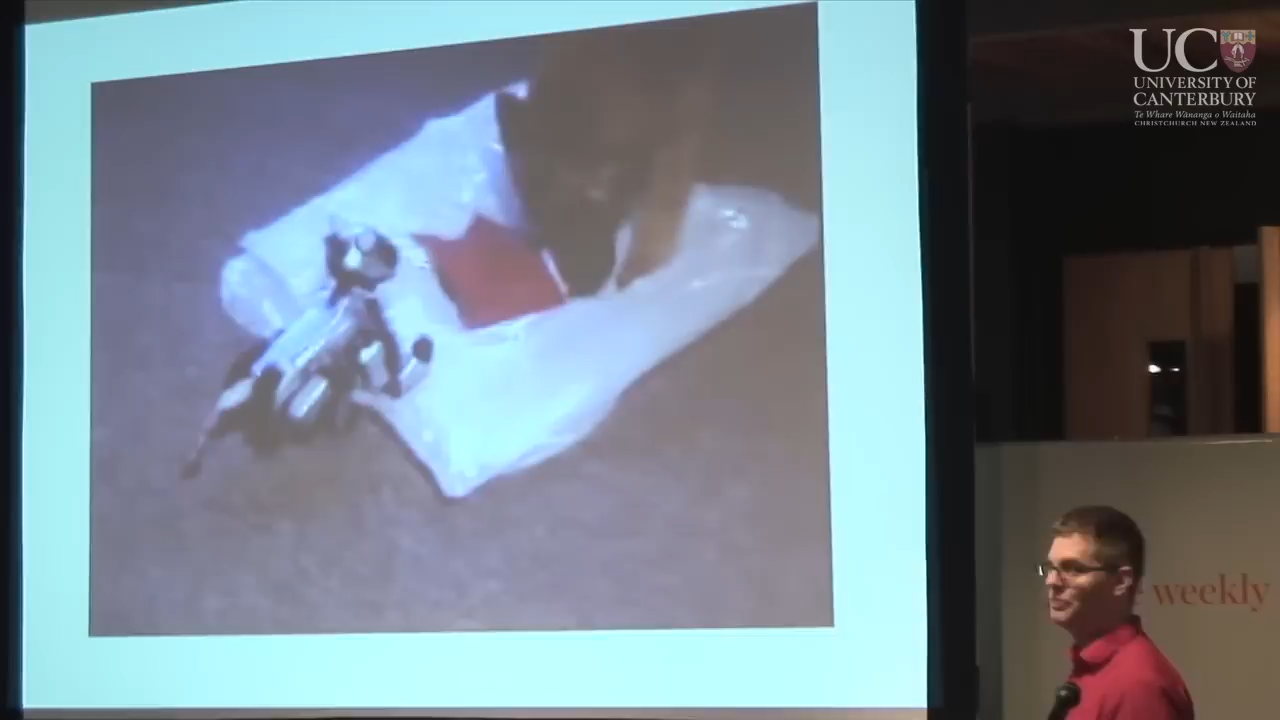 UC
UNIVERSITY OF
CANTERBURY
Te Whare Wānanga o Waitaha
CHRISTCHURCH NEW ZEALAND
weekly